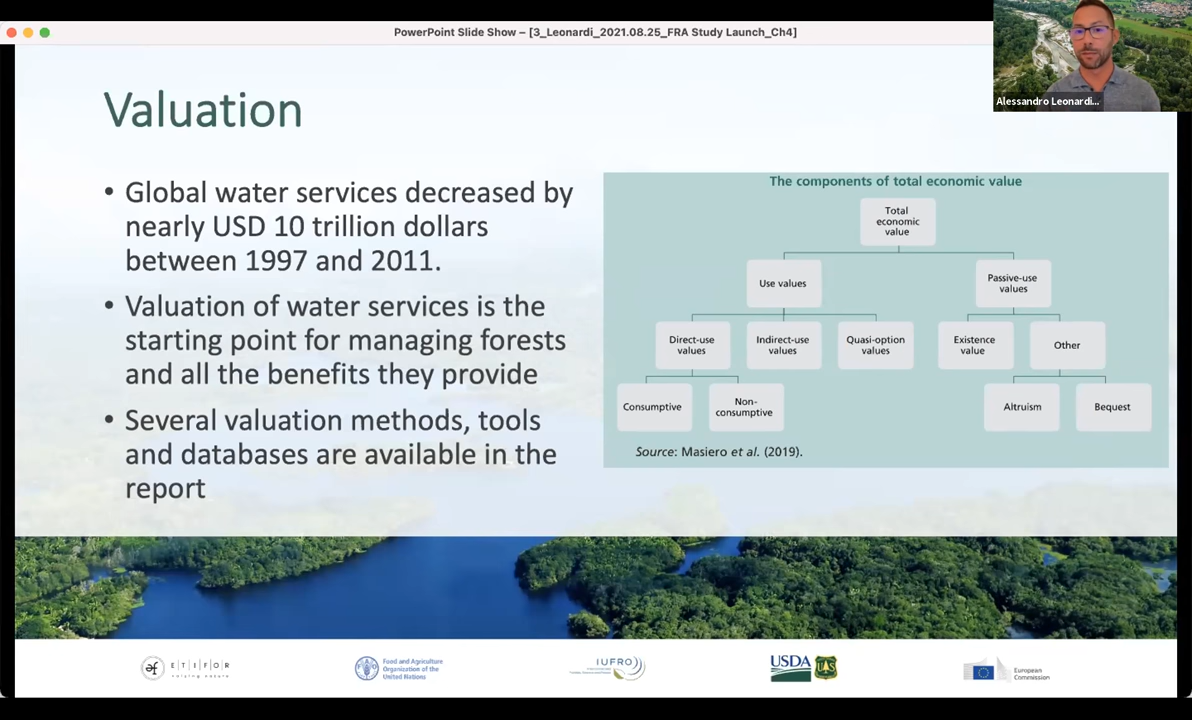 PowerPoint Slide Show – [3_Leonardi_2021.08.25_FRA Study Launch_Ch4]
Alessandro Leonardi...
Valuation
• Global water services decreased by
nearly USD 10 trillion dollars
between 1997 and 2011.
• Valuation of water services is the
starting point for managing forests
and all the benefits they provide
• Several valuation methods, tools
and databases are available in the
report
The components of total economic value
Total
economic
value
Use values
Passive-use
values
Direct-use
values
Indirect-use
values
Quasi-option
values
Existence
value
Other
Consumptive
Non-
consumptive
Altruism
Bequest
Source: Masiero et al. (2019).
ETIFOR
valuing nature
Food and Agriculture
Organization of the
United Nations
IUFRO
USDA
UAS
European
Commission